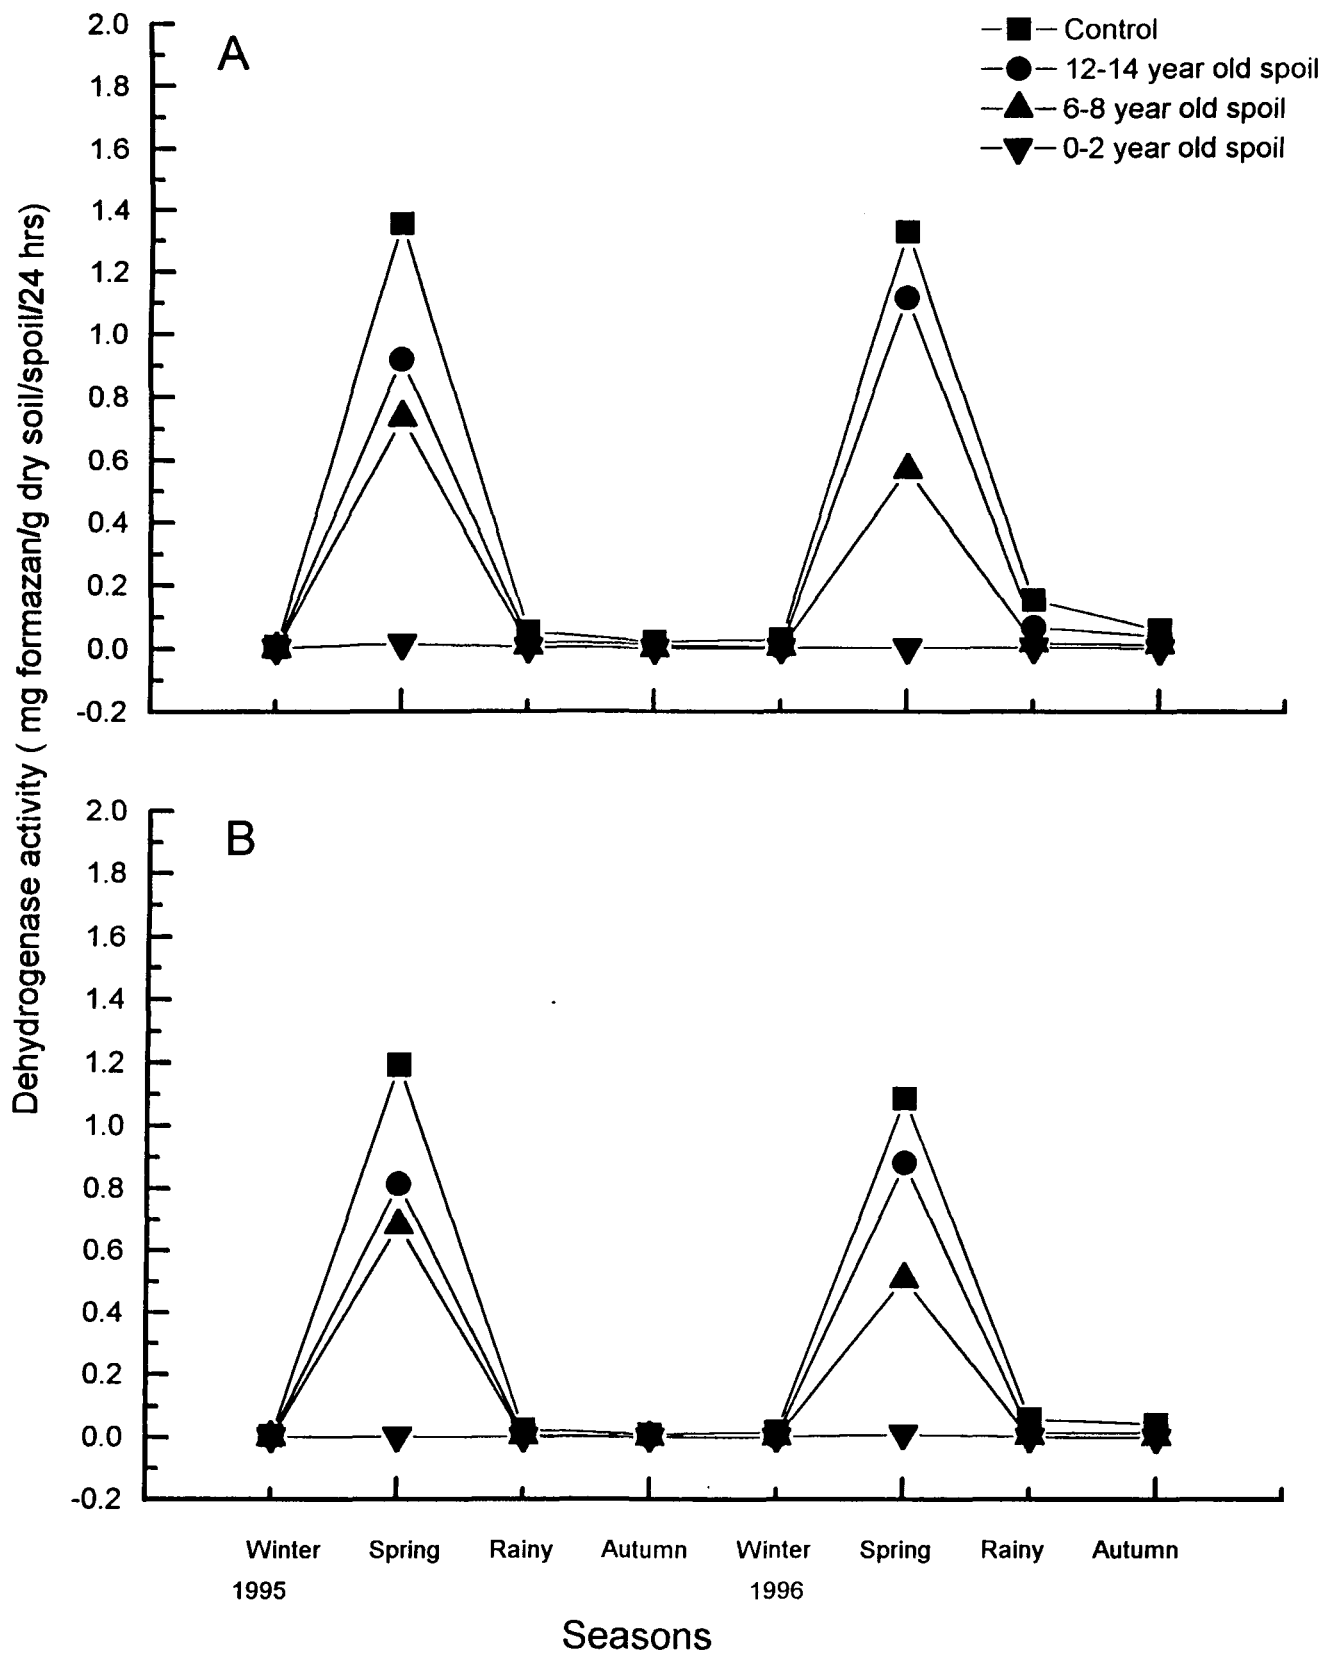 A
Control
12-14 year old spoil
6-8 year old spoil
0-2 year old spoil
2.0
1.8
1.6
1.4
1.2
1.0
0.8
0.6
0.4
0.2
0.0
-0.2
Dehydrogenase activity ( mg formazan/g dry soil/spoil/24 hrs)
B
2.0
1.8
1.6
1.4
1.2
1.0
0.8
0.6
0.4
0.2
0.0
-0.2
Winter Spring Rainy Autumn Winter Spring Rainy Autumn
1995 1996
Seasons